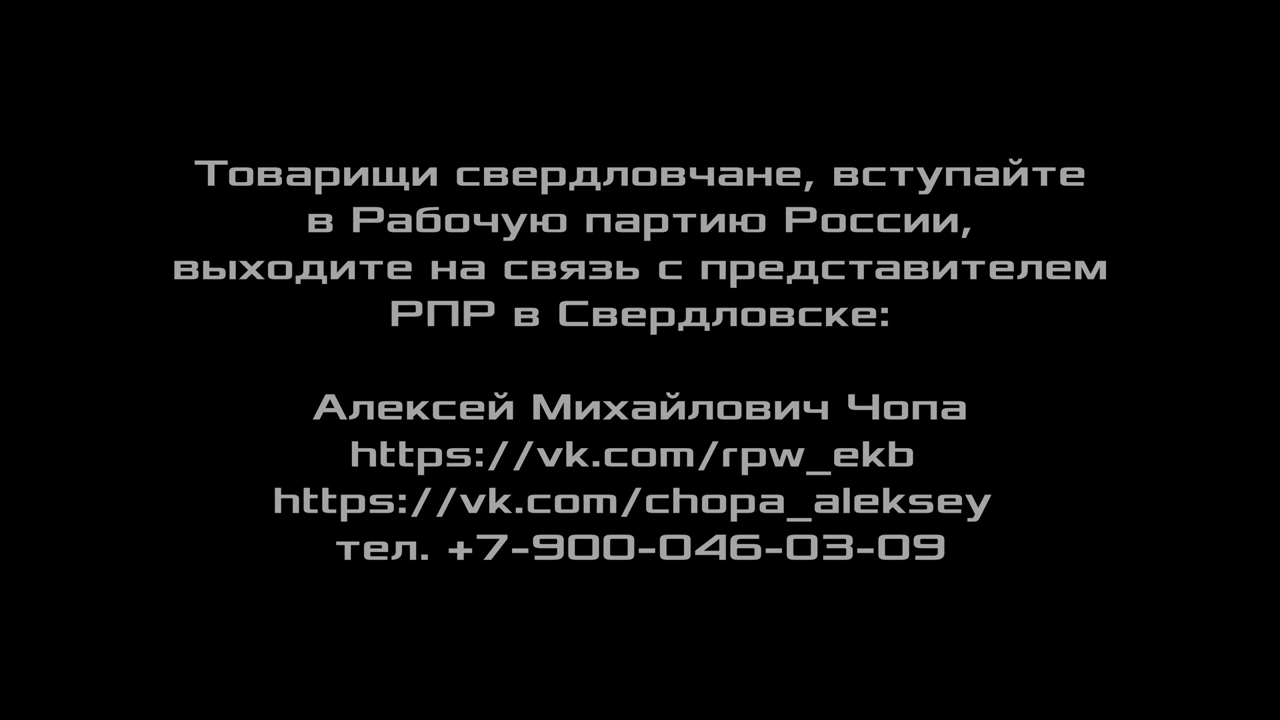 Товарищи свердловчане, вступайте
в Рабочую партию России,
выходите на связь с представителем
РПР в Свердловске:
Алексей Михайлович Чопа
https://vk.com/rpw_ekb
https://vk.com/chopa_aleksey
тел. +7-900-046-03-09